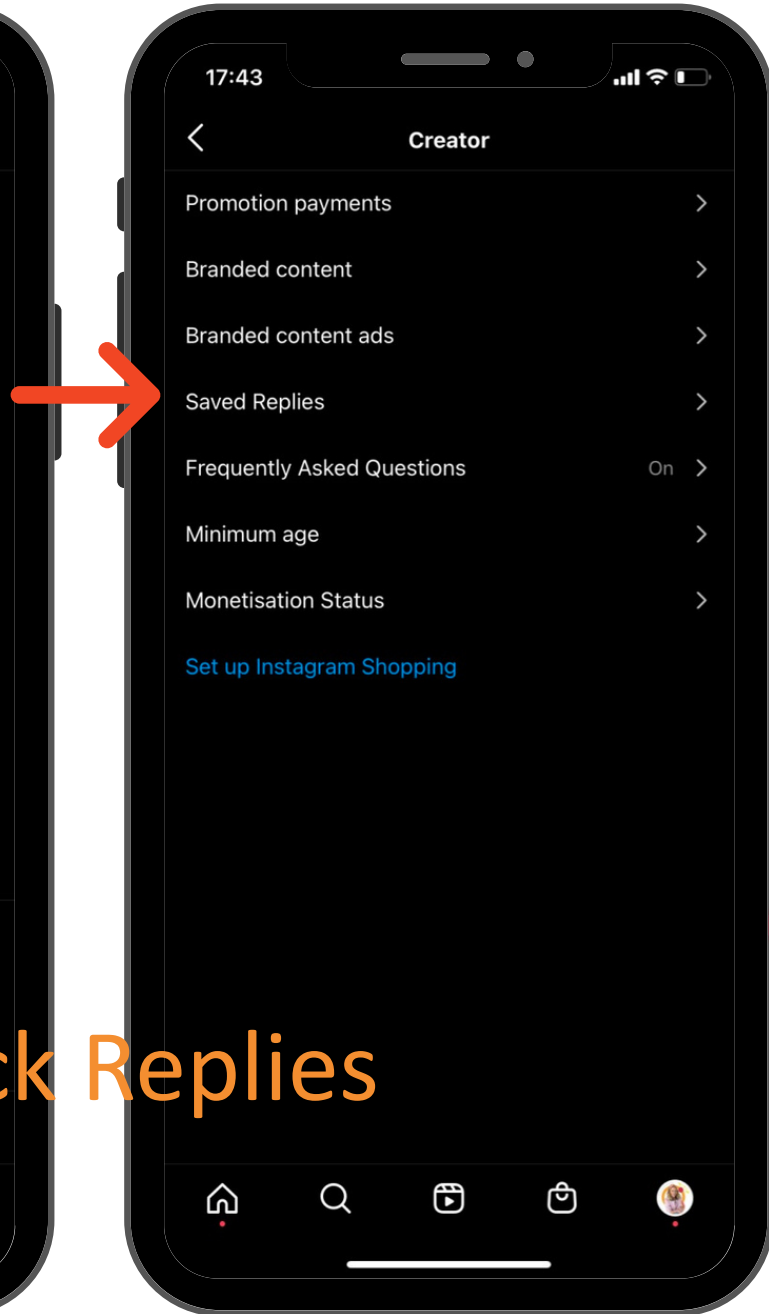 17:43
Creator
Promotion payments
Branded content
Branded content ads
Saved Replies
Frequently Asked Questions On
Minimum age
Monetisation Status
Set up Instagram Shopping
ck Replies